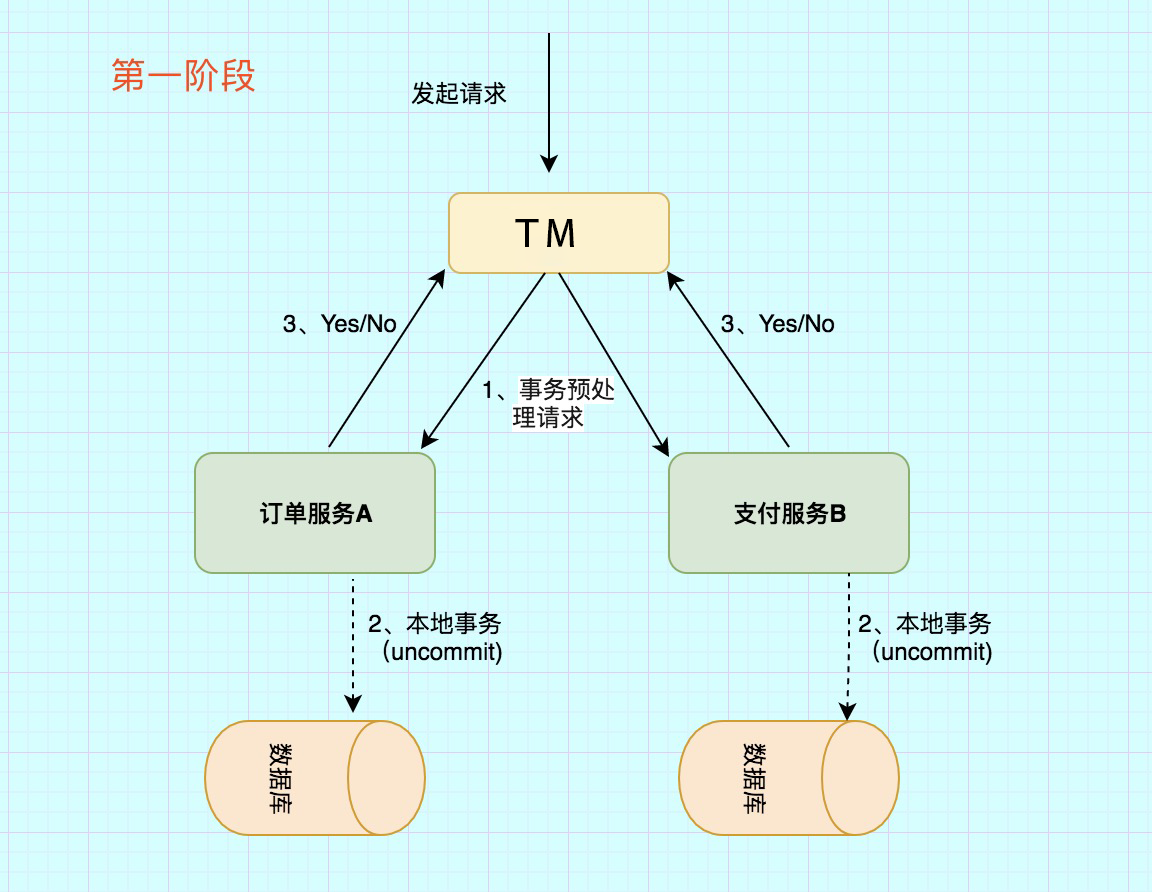 第一阶段
发起请求
TM
3、Yes/No
3、Yes/No
1、事务预处
理请求
订单服务A
支付服务B
2、本地事务
（uncommit)
2、本地事务
（uncommit)
数据库
数据库